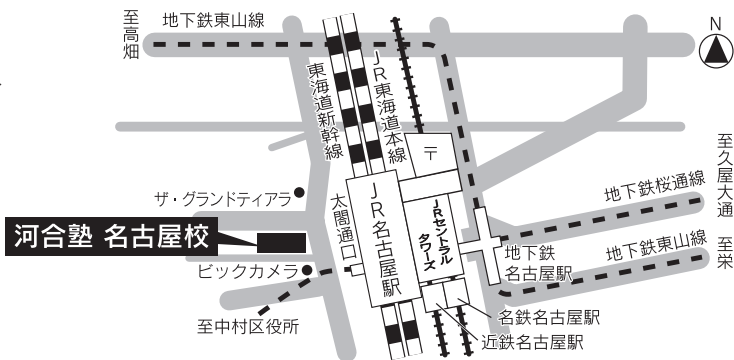 至高畑
地下鉄東山線
N
東海道新幹線
JR東海道本線
〒
至久屋大通
地下鉄桜通線
ザ・グランドティアラ
太閤通口
JR名古屋駅
JRセントラル
タワーズ
河合塾 名古屋校
地下鉄
名古屋駅
地下鉄東山線
至栄
ビックカメラ
至中村区役所
名鉄名古屋駅
近鉄名古屋駅